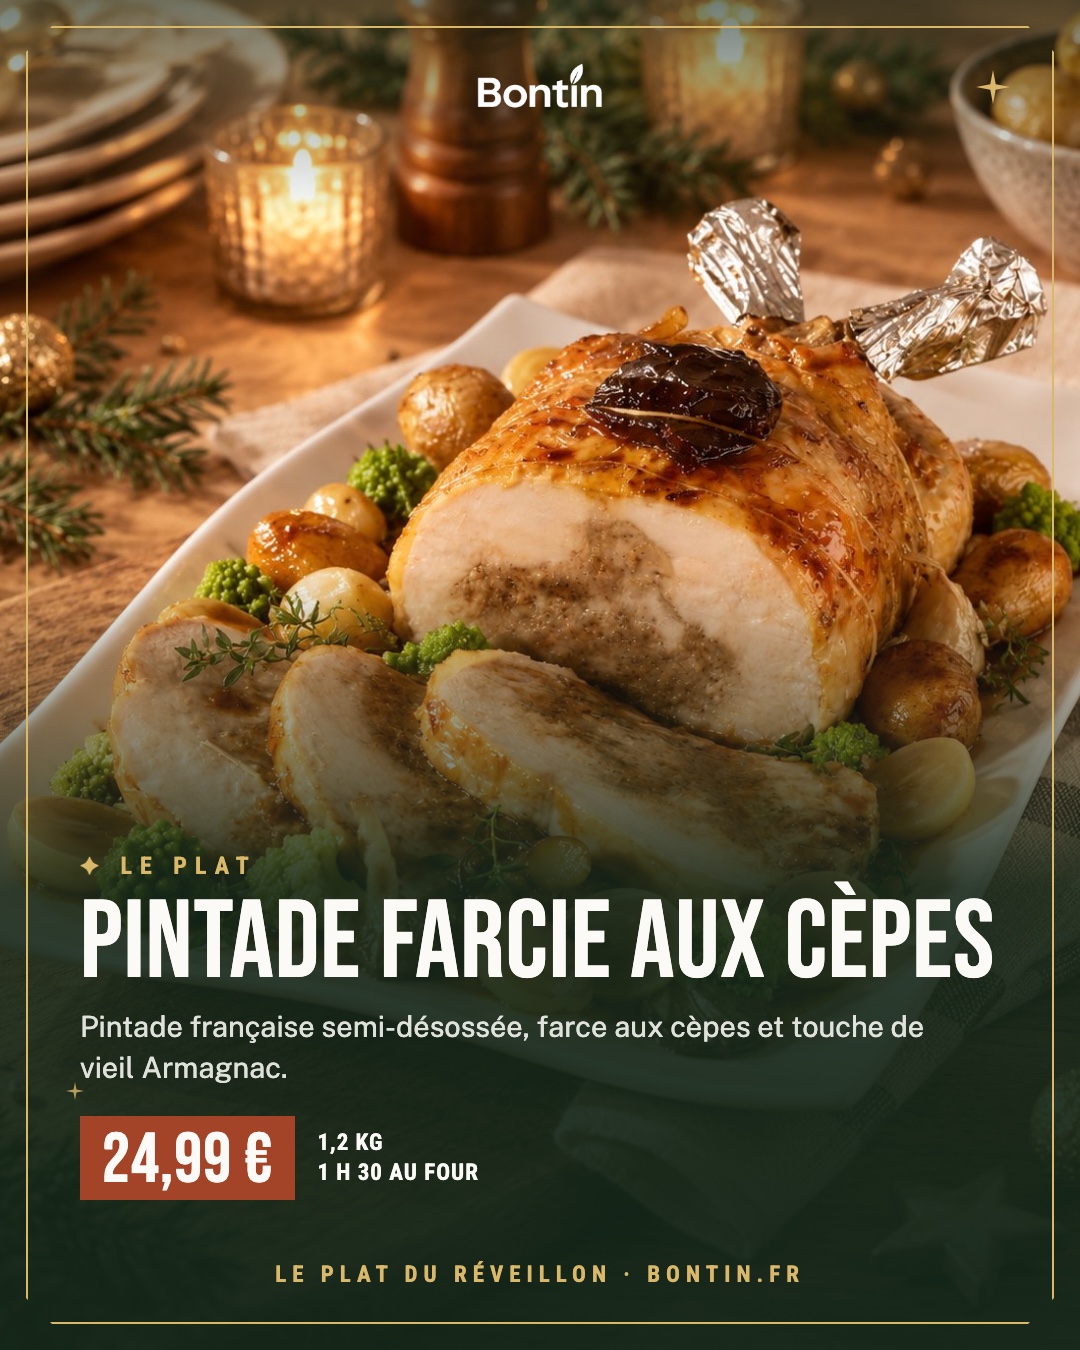 Bontin
LE PLAT
PINTADE FARCIE AUX CÈPES
Pintade française semi-désossée, farce aux cèpes et touche de
vieil Armagnac.
24,99 €
1,2 KG
1 H 30 AU FOUR
LE PLAT DU RÉVEILLON · BONTIN.FR